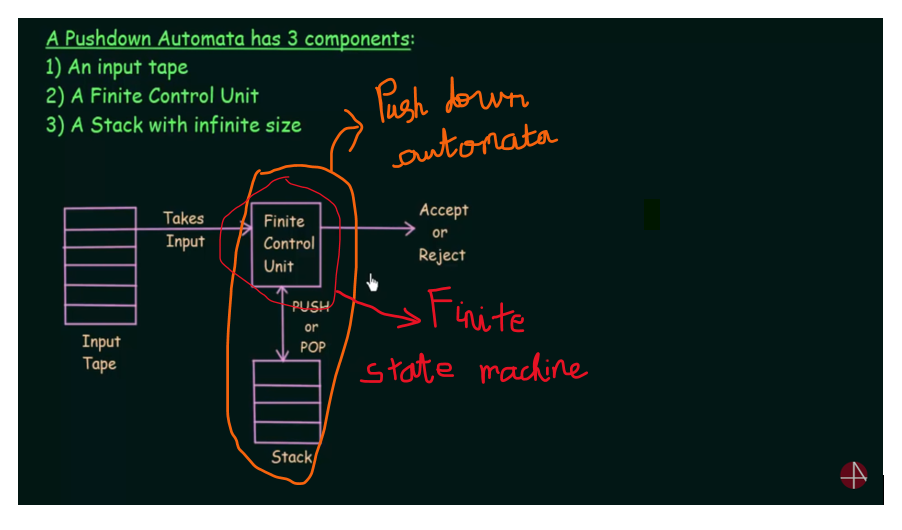 A Pushdown Automata has 3 components:
1) An input tape
2) A Finite Control Unit
3) A Stack with infinite size
Push down
automata
Takes
Input
Finite
Control
Unit
Accept
or
Reject
PUSH
or
POP
Finite
state machine
Input
Tape
Stack